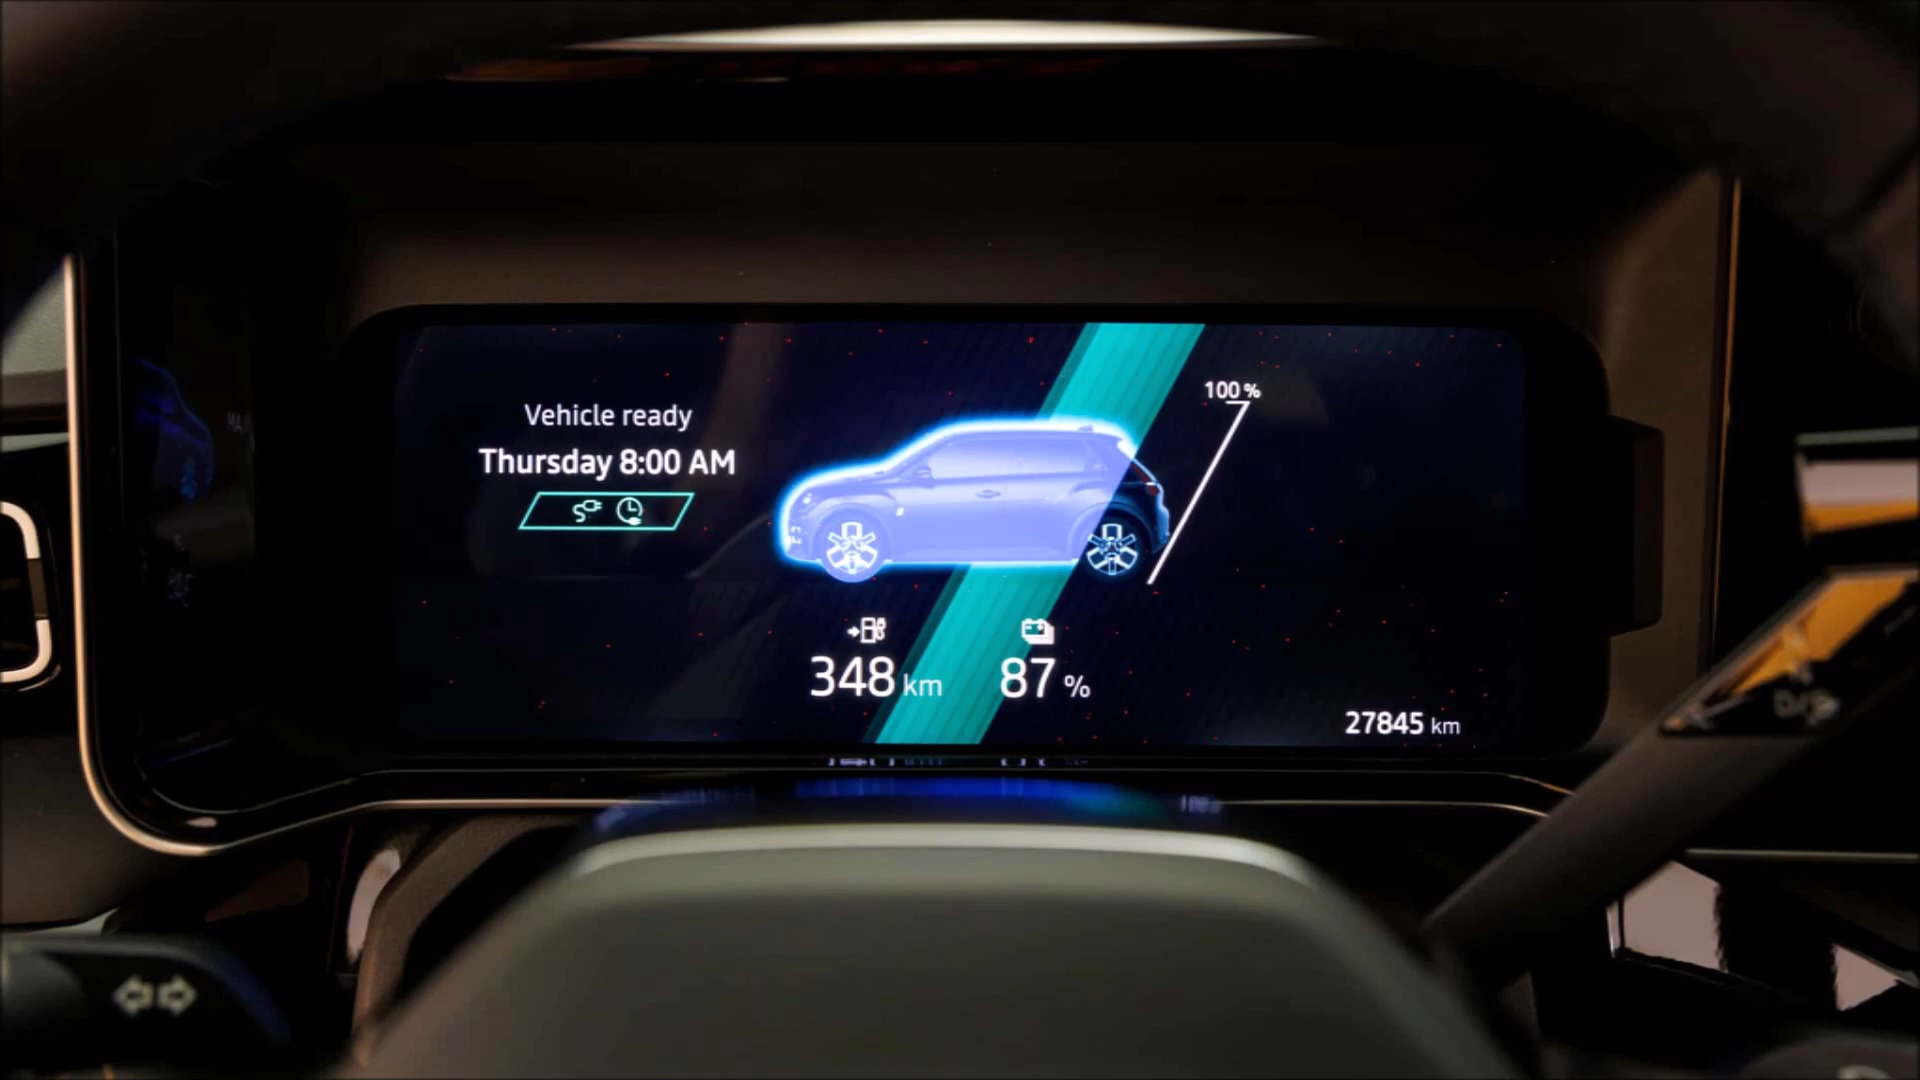 Vehicle ready
Thursday 8:00 AM
100 %
348 km
87 %
27845 km